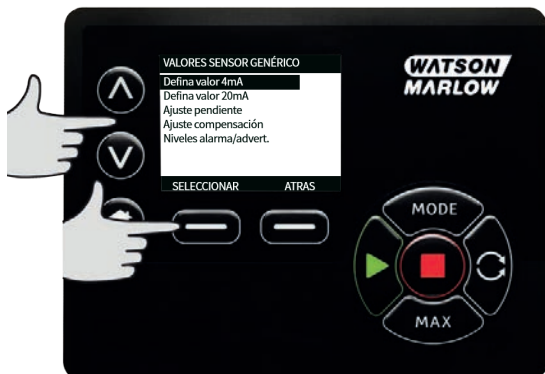 VALORES SENSOR GENÉRICO
Defina valor 4mA
Defina valor 20mA
Ajuste pendiente
Ajuste compensación
Niveles alarma/advert.
SELECCIONAR ATRAS
WATSON
MARLOW
MODE
MAX